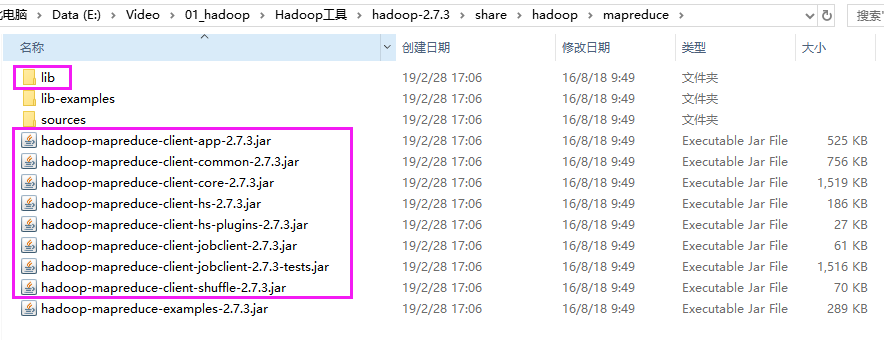 电脑 › Data (E:) › Video › 01_hadoop › Hadoop工具 › hadoop-2.7.3 › share › hadoop › mapreduce › 搜索"
名称 创建日期 修改日期 类型 大小
lib 19/2/28 17:06 16/8/18 9:49 文件夹
lib-examples 19/2/28 17:06 16/8/18 9:49 文件夹
sources 19/2/28 17:06 16/8/18 9:49 文件夹
hadoop-mapreduce-client-app-2.7.3.jar 19/2/28 17:06 16/8/18 9:49 Executable Jar File 525 KB
hadoop-mapreduce-client-common-2.7.3.jar 19/2/28 17:06 16/8/18 9:49 Executable Jar File 756 KB
hadoop-mapreduce-client-core-2.7.3.jar 19/2/28 17:06 16/8/18 9:49 Executable Jar File 1,519 KB
hadoop-mapreduce-client-hs-2.7.3.jar 19/2/28 17:06 16/8/18 9:49 Executable Jar File 186 KB
hadoop-mapreduce-client-hs-plugins-2.7.3.jar 19/2/28 17:06 16/8/18 9:49 Executable Jar File 27 KB
hadoop-mapreduce-client-jobclient-2.7.3.jar 19/2/28 17:06 16/8/18 9:49 Executable Jar File 61 KB
hadoop-mapreduce-client-jobclient-2.7.3-tests.jar 19/2/28 17:06 16/8/18 9:49 Executable Jar File 1,516 KB
hadoop-mapreduce-client-shuffle-2.7.3.jar 19/2/28 17:06 16/8/18 9:49 Executable Jar File 70 KB
hadoop-mapreduce-examples-2.7.3.jar 19/2/28 17:06 16/8/18 9:49 Executable Jar File 289 KB